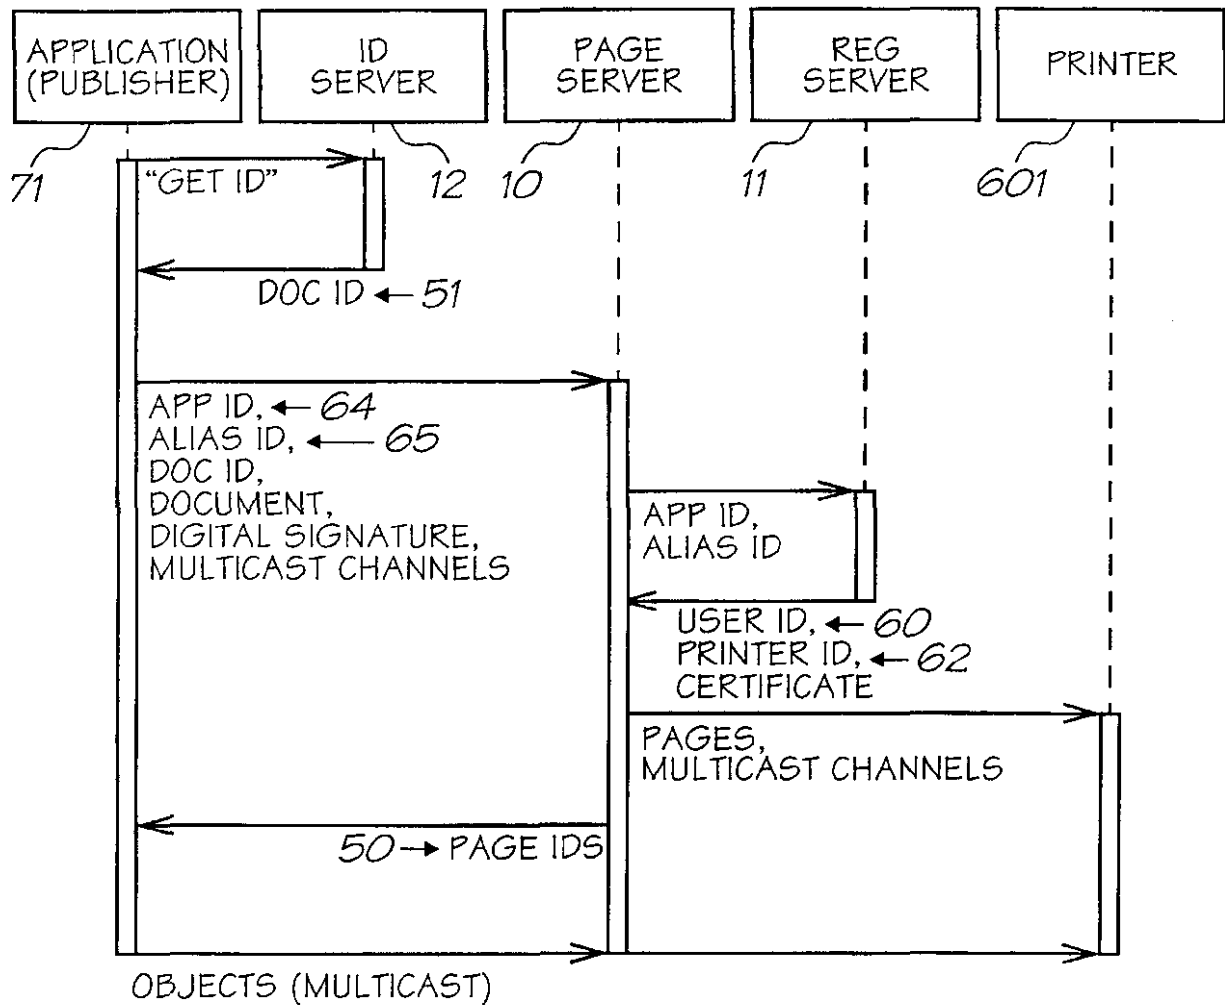 APPLICATION
(PUBLISHER)
ID
SERVER
PAGE
SERVER
REG
SERVER
PRINTER
71
12
10
11
601
"GET ID"
DOC ID ← 51
APP ID, ← 64
ALIAS ID, ← 65
DOC ID,
DOCUMENT,
DIGITAL SIGNATURE,
MULTICAST CHANNELS
APP ID,
ALIAS ID
USER ID, ← 60
PRINTER ID, ← 62
CERTIFICATE
PAGES,
MULTICAST CHANNELS
50 → PAGE IDS
OBJECTS (MULTICAST)